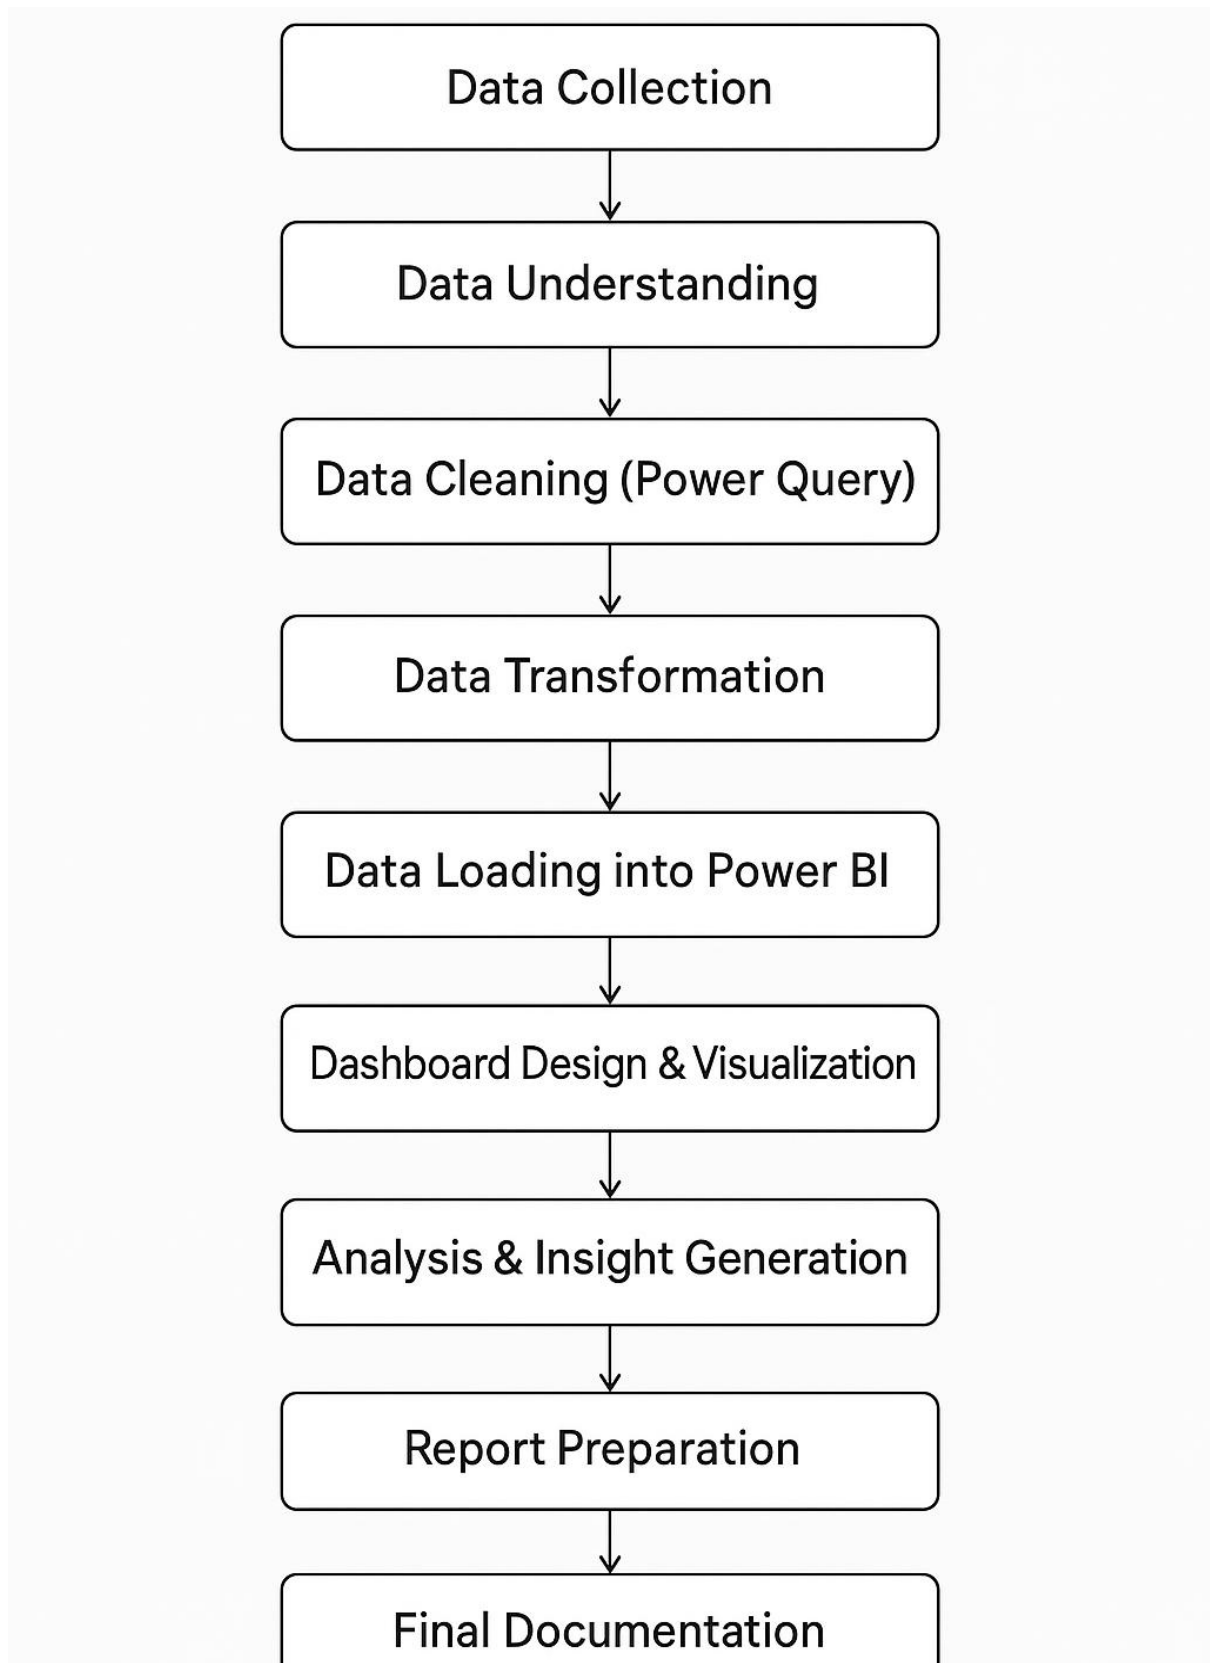 Data Collection
Data Understanding
Data Cleaning (Power Query)
Data Transformation
Data Loading into Power BI
Dashboard Design & Visualization
Analysis & Insight Generation
Report Preparation
Final Documentation